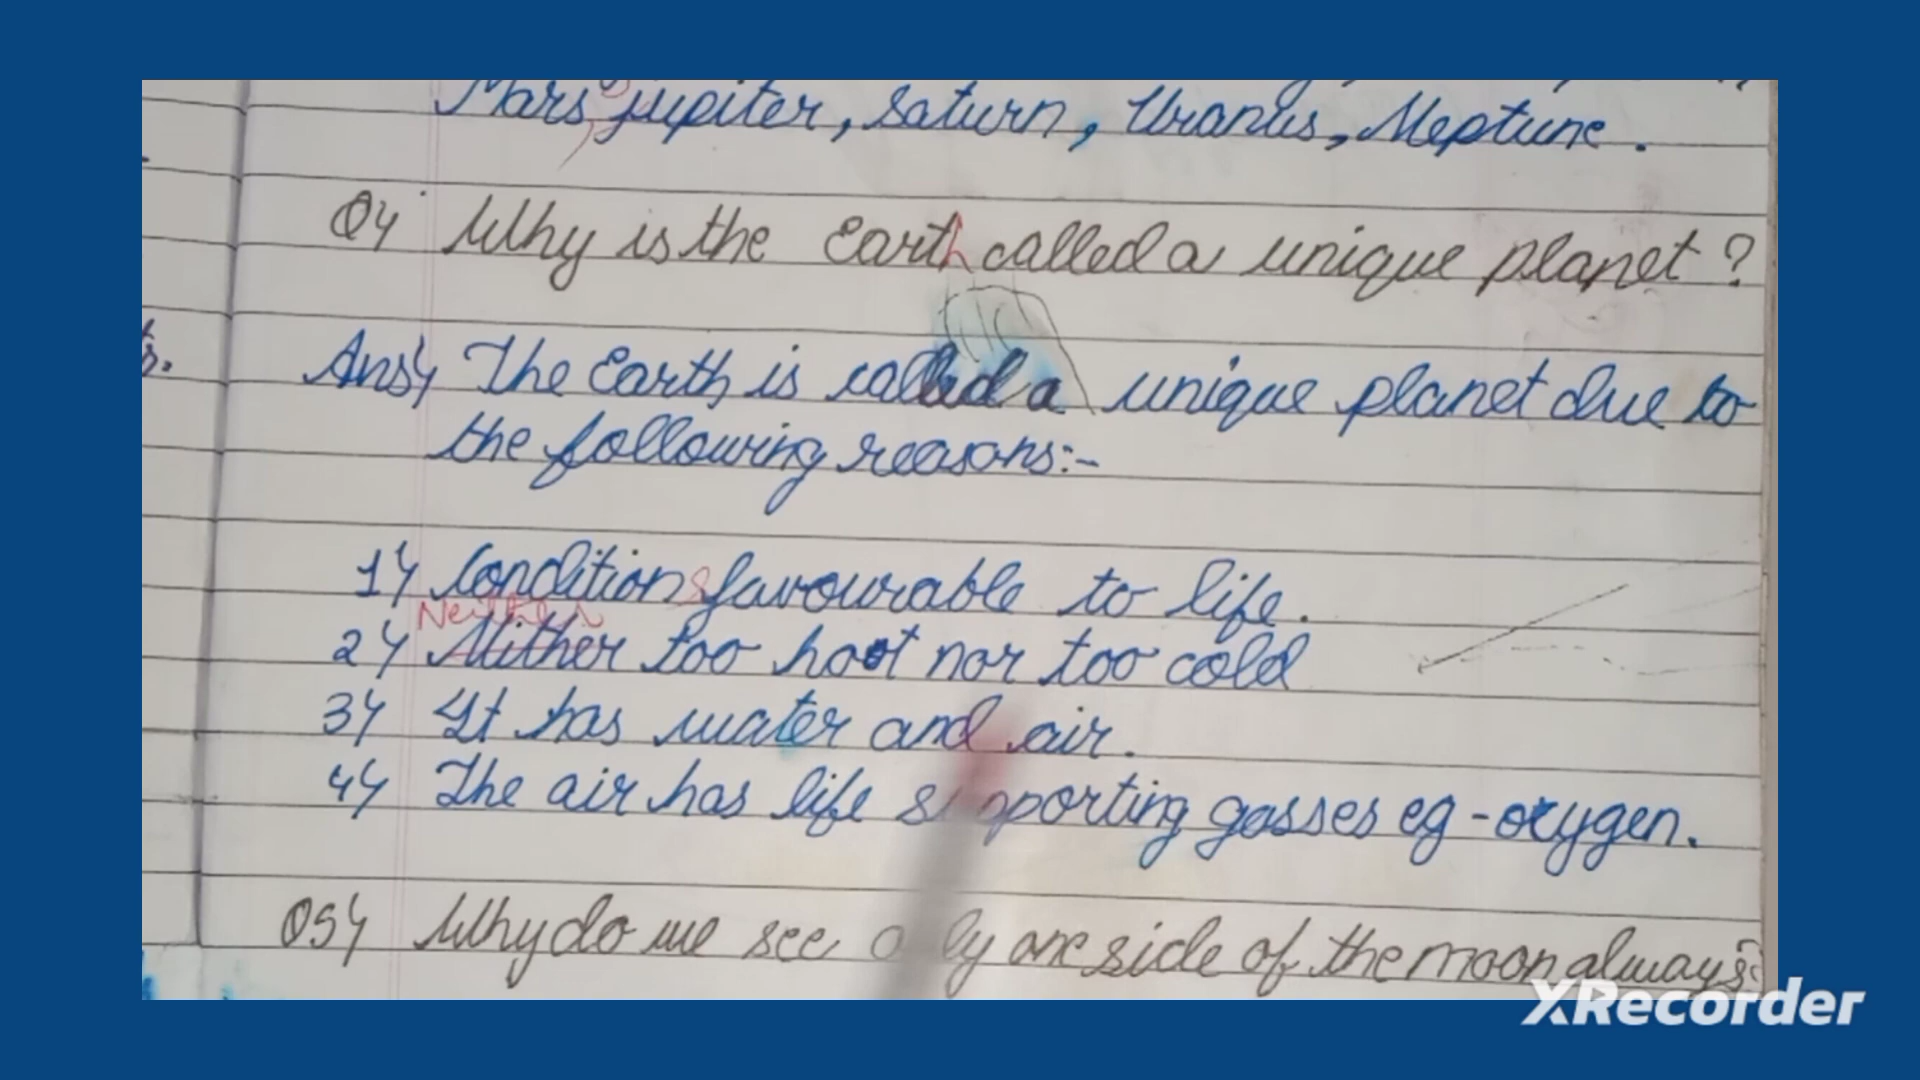 Mars, Jupiter, Saturn, Uranus, Neptune.
Q4 Why is the Earth called a unique planet?
s.
Ans4 The Earth is called a unique planet due to
the following reasons:-
1) Conditions favourable to life.
Neither
2) Nither too hot nor too cold
3) It has water and air.
4) The air has life supporting gasses eg - oxygen.
Q5) Why do we see only one side of the moon always?
XRecorder